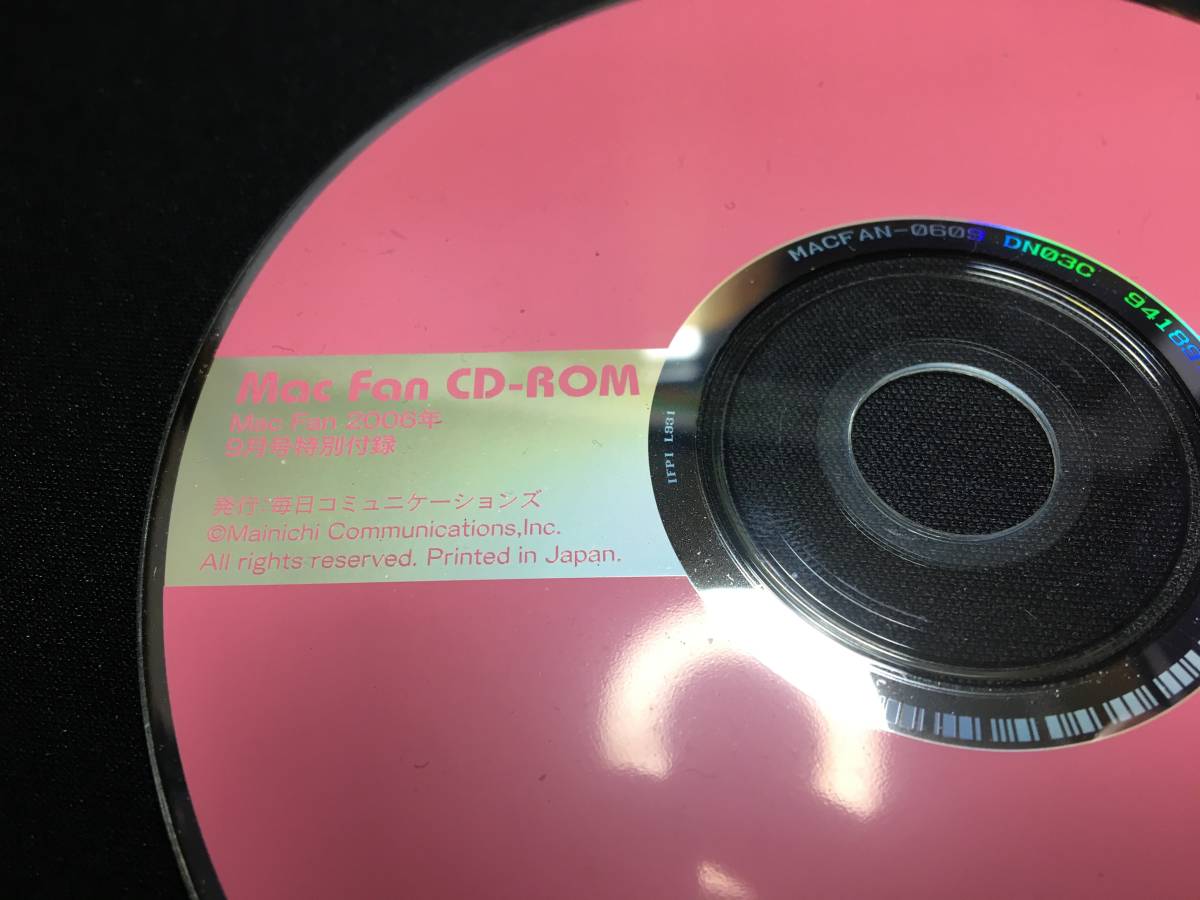 Mac Fan CD-ROM
Mac Fan 2006年
9月号特別付録
発行：毎日コミュニケーションズ
©Mainichi Communications,Inc.
All rights reserved. Printed in Japan.
MACFAN-0609 DN03C 94189
IFPI L931